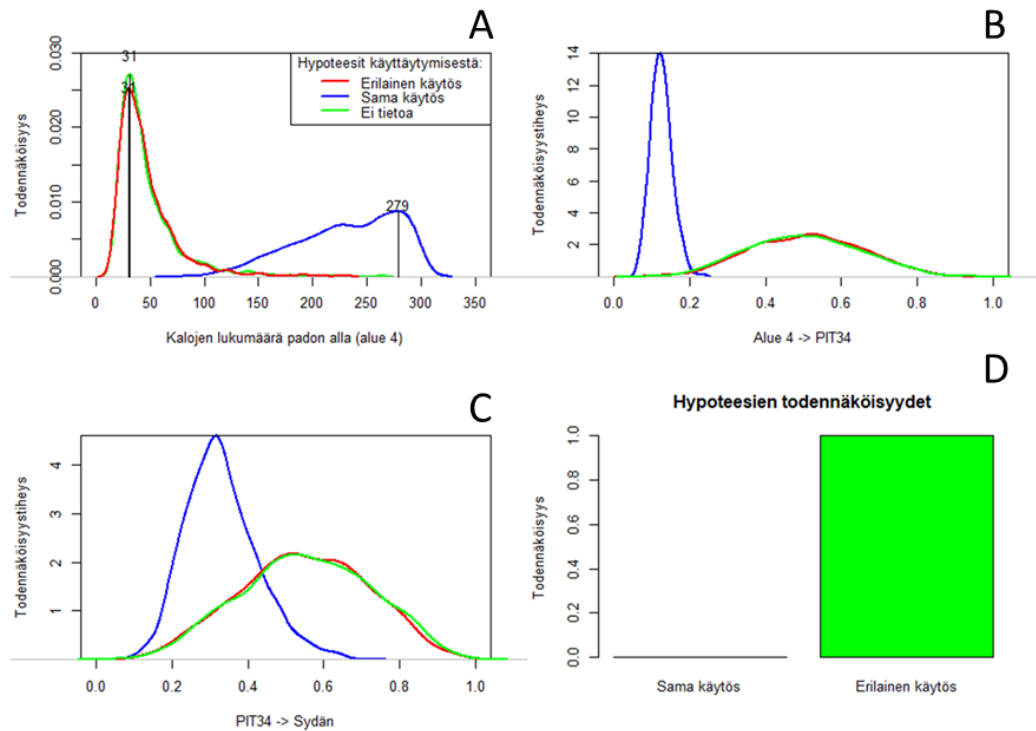 A
Todennäköisyys
0.000
0.010
0.020
0.030
31
31
279
Hypoteesit käyttäytymisestä:
Erilainen käytös
Sama käytös
Ei tietoa
0 50 100 150 200 250 300 350
Kalojen lukumäärä padon alla (alue 4)
B
Todennäköisyystiheys
2 4 6 8 10 12 14
0.0 0.2 0.4 0.6 0.8 1.0
Alue 4 -> PIT34
C
Todennäköisyystiheys
1 2 3 4
0.0 0.2 0.4 0.6 0.8 1.0
PIT34 -> Sydän
D
Hypoteesien todennäköisyydet
Todennäköisyys
0.0 0.2 0.4 0.6 0.8 1.0
Sama käytös
Erilainen käytös